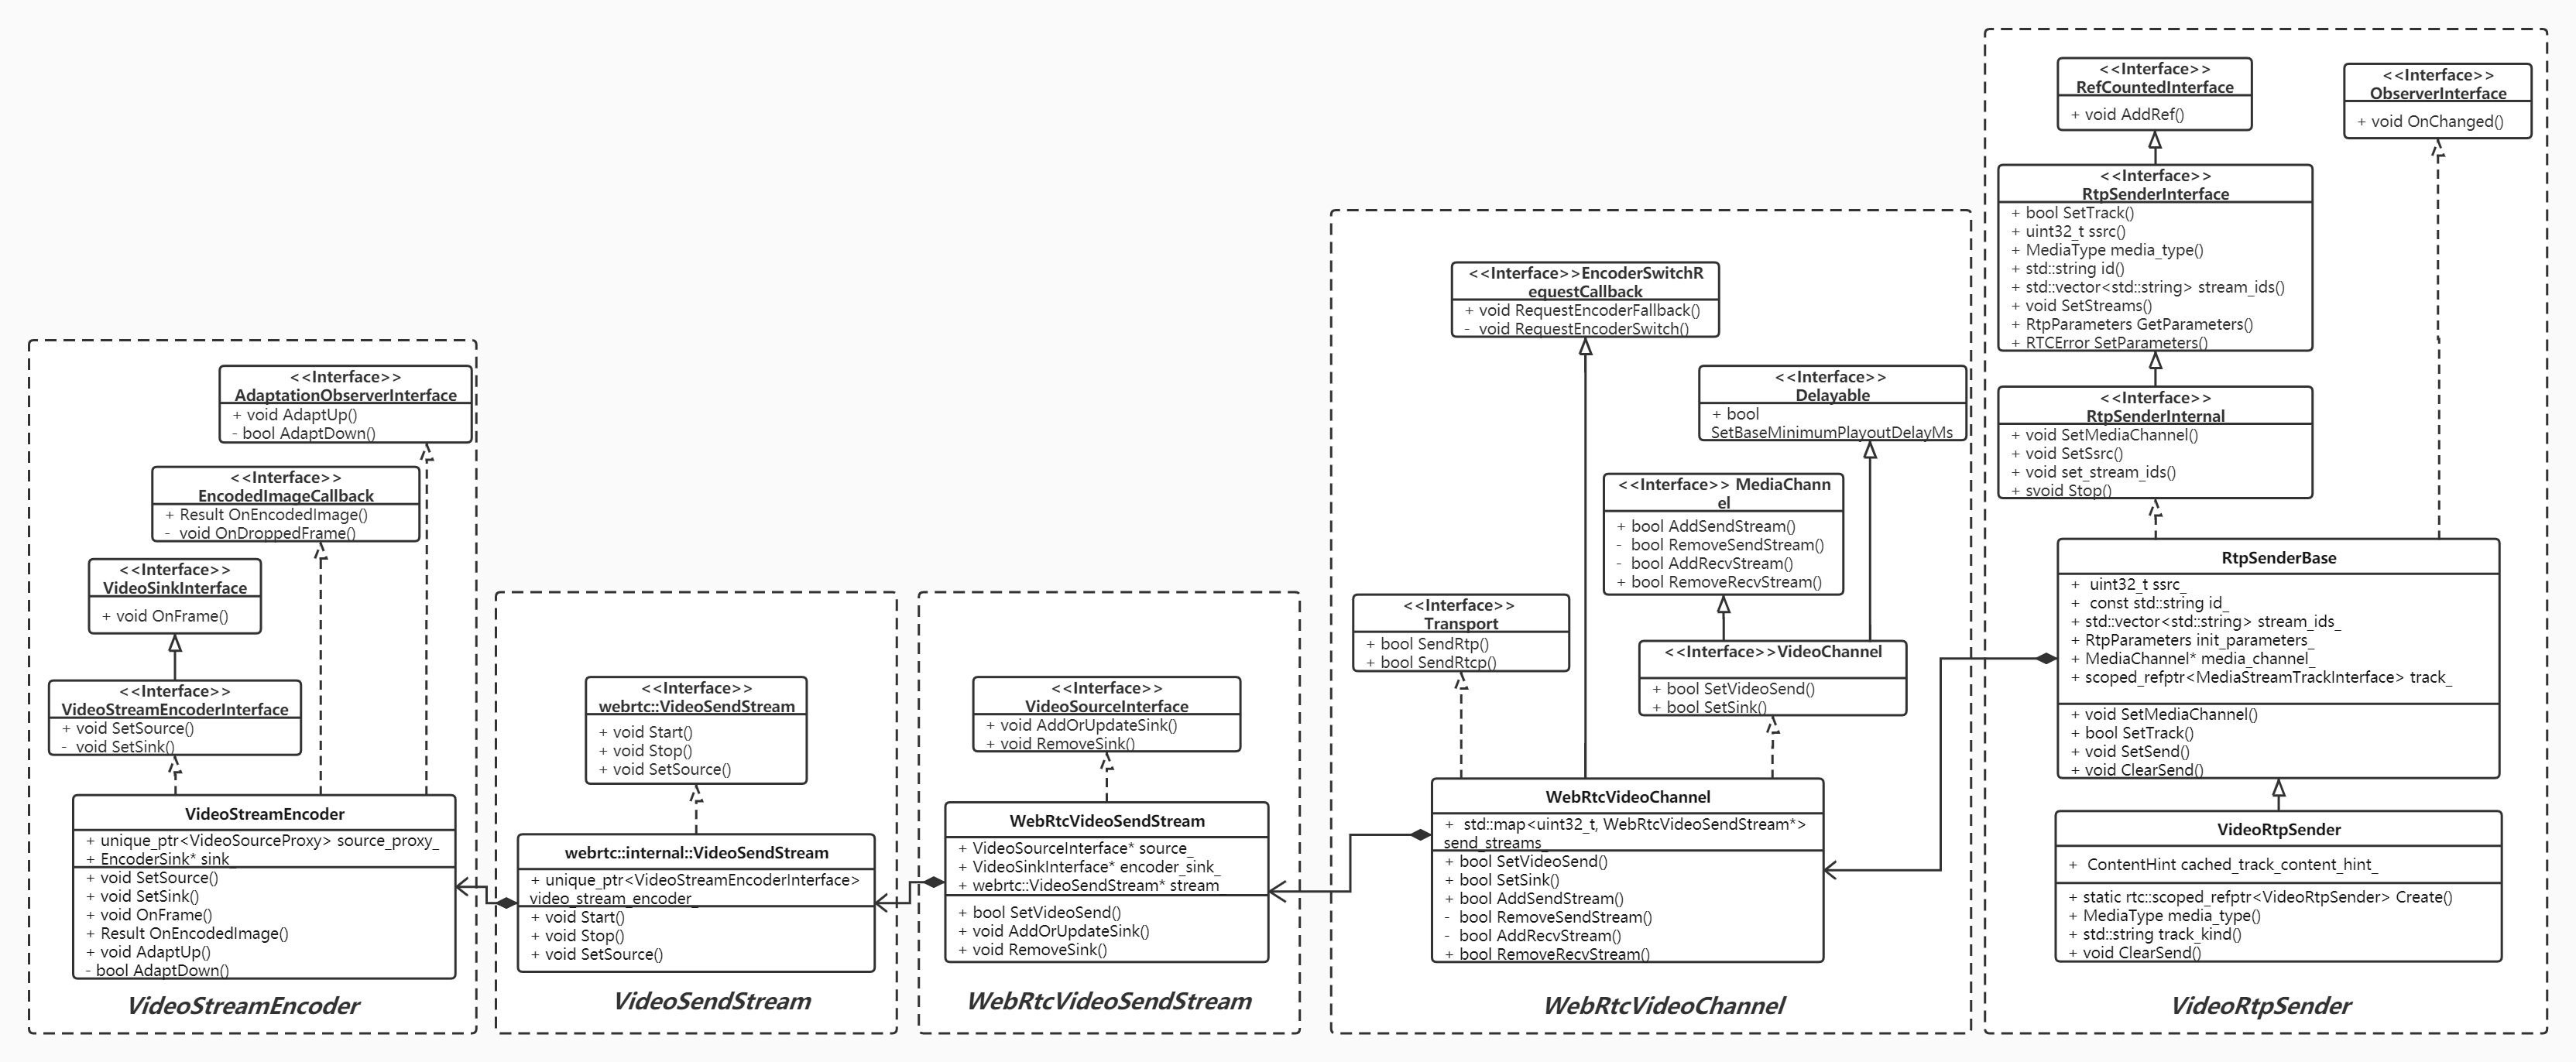 <<Interface>>
AdaptationObserverInterface
+ void AdaptUp()
- bool AdaptDown()
<<Interface>>
EncodedImageCallback
+ Result OnEncodedImage()
- void OnDroppedFrame()
<<Interface>>
VideoSinkInterface
+ void OnFrame()
<<Interface>>
VideoStreamEncoderInterface
+ void SetSource()
- void SetSink()
VideoStreamEncoder
+ unique_ptr<VideoSourceProxy> source_proxy_
+ EncoderSink* sink_
+ void SetSource()
+ void SetSink()
+ void OnFrame()
+ Result OnEncodedImage()
+ void AdaptUp()
- bool AdaptDown()
VideoStreamEncoder
<<Interface>>
webrtc::VideoSendStream
+ void Start()
+ void Stop()
+ void SetSource()
webrtc::internal::VideoSendStream
+ unique_ptr<VideoStreamEncoderInterface>
video_stream_encoder_
+ void Start()
+ void Stop()
+ void SetSource()
VideoSendStream
<<Interface>>
VideoSourceInterface
+ void AddOrUpdateSink()
+ void RemoveSink()
WebRtcVideoSendStream
+ VideoSourceInterface* source_
+ VideoSinkInterface* encoder_sink_
+ webrtc::VideoSendStream* stream
+ bool SetVideoSend()
+ void AddOrUpdateSink()
+ void RemoveSink()
WebRtcVideoSendStream
<<Interface>>EncoderSwitchR
equestCallback
+ void RequestEncoderFallback()
- void RequestEncoderSwitch()
<<Interface>>
Delayable
+ bool
SetBaseMinimumPlayoutDelayMs
<<Interface>> MediaChann
el
+ bool AddSendStream()
- bool RemoveSendStream()
- bool AddRecvStream()
+ bool RemoveRecvStream()
<<Interface>>
Transport
+ bool SendRtp()
+ bool SendRtcp()
<<Interface>>VideoChannel
+ bool SetVideoSend()
+ bool SetSink()
WebRtcVideoChannel
+ std::map<uint32_t, WebRtcVideoSendStream*>
send_streams_
+ bool SetVideoSend()
+ bool SetSink()
+ bool AddSendStream()
- bool RemoveSendStream()
- bool AddRecvStream()
+ bool RemoveRecvStream()
WebRtcVideoChannel
<<Interface>>
RefCountedInterface
+ void AddRef()
<<Interface>>
ObserverInterface
+ void OnChanged()
<<Interface>>
RtpSenderInterface
+ bool SetTrack()
+ uint32_t ssrc()
+ MediaType media_type()
+ std::string id()
+ std::vector<std::string> stream_ids()
+ void SetStreams()
+ RtpParameters GetParameters()
+ RTCError SetParameters()
<<Interface>>
RtpSenderInternal
+ void SetMediaChannel()
+ void SetSsrc()
+ void set_stream_ids()
+ svoid Stop()
RtpSenderBase
+ uint32_t ssrc_
+ const std::string id_
+ std::vector<std::string> stream_ids_
+ RtpParameters init_parameters_
+ MediaChannel* media_channel_
+ scoped_refptr<MediaStreamTrackInterface> track_
+ void SetMediaChannel()
+ bool SetTrack()
+ void SetSend()
+ void ClearSend()
VideoRtpSender
+ ContentHint cached_track_content_hint_
+ static rtc::scoped_refptr<VideoRtpSender> Create()
+ MediaType media_type()
+ std::string track_kind()
+ void ClearSend()
VideoRtpSender